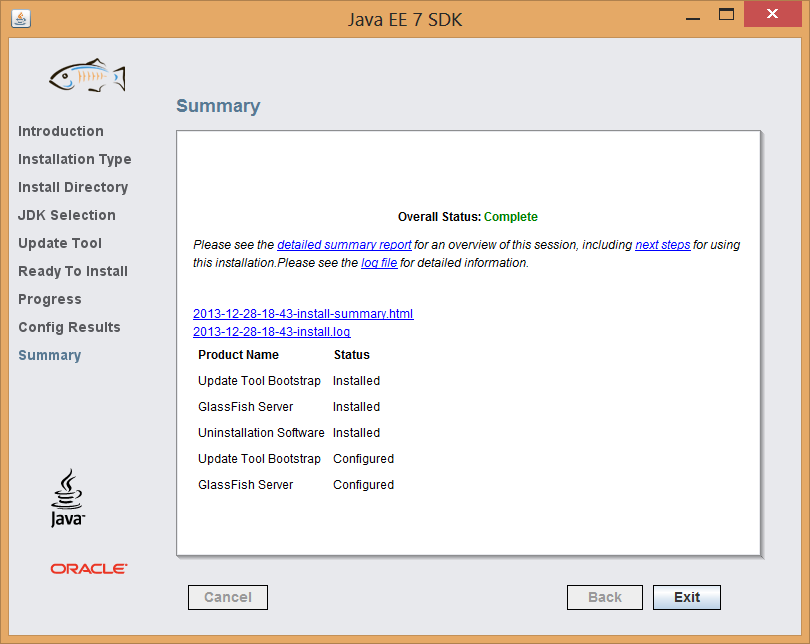 Java EE 7 SDK
Summary
Introduction
Installation Type
Install Directory
JDK Selection
Update Tool
Ready To Install
Progress
Config Results
Summary
Overall Status: Complete
Please see the detailed summary report for an overview of this session, including next steps for using
this installation.Please see the log file for detailed information.
2013-12-28-18-43-install-summary.html
2013-12-28-18-43-install.log
Product Name Status
Update Tool Bootstrap Installed
GlassFish Server Installed
Uninstallation Software Installed
Update Tool Bootstrap Configured
GlassFish Server Configured
Java™
ORACLE®
Cancel Back Exit